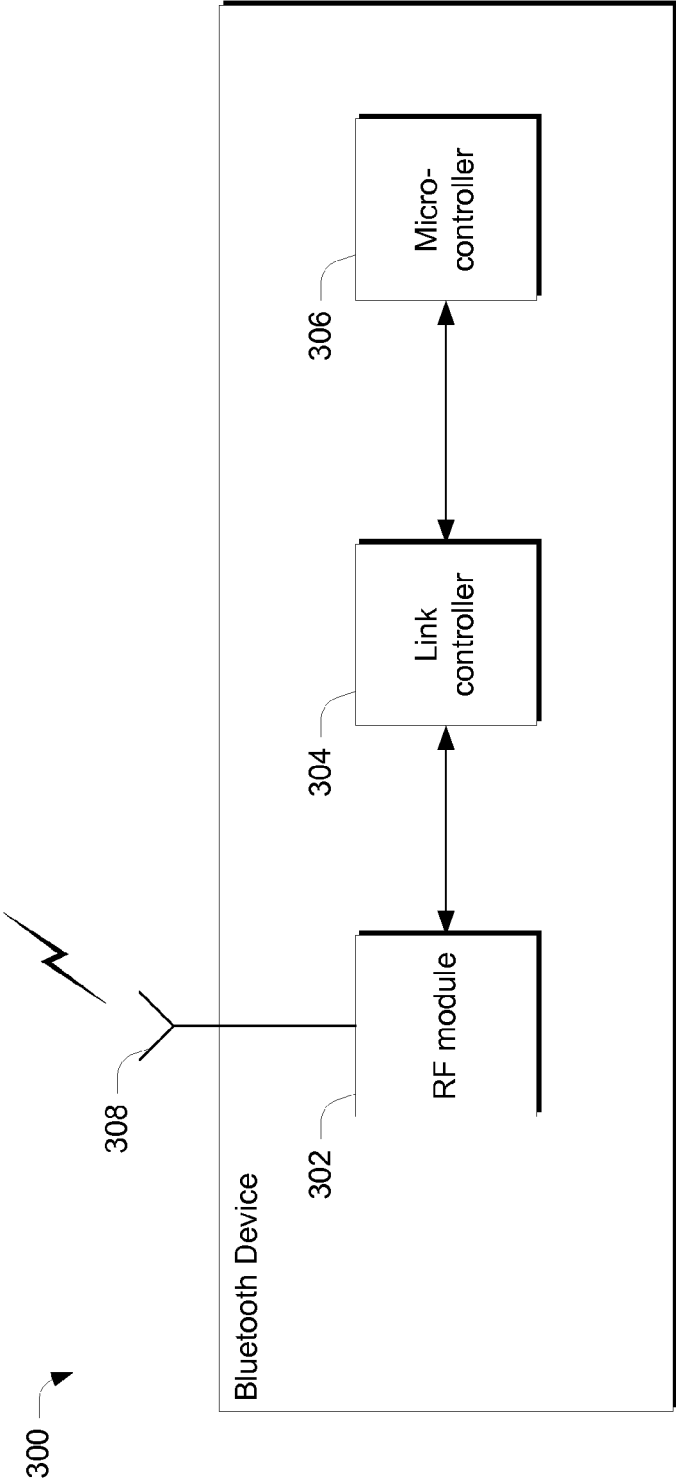 300
308
Bluetooth Device
302
304
306
RF module
Link
controller
Micro-
controller